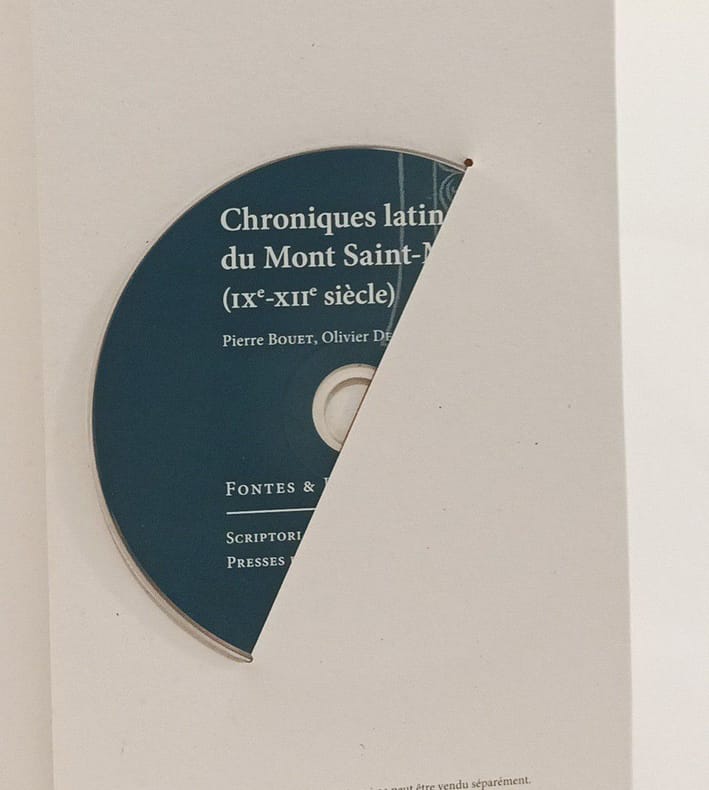 Chroniques latin
du Mont Saint-
(IXe-XIIe siècle)
Pierre Bouet, Olivier De
Fontes &
Scriptori
Presses
peut être vendu séparément.